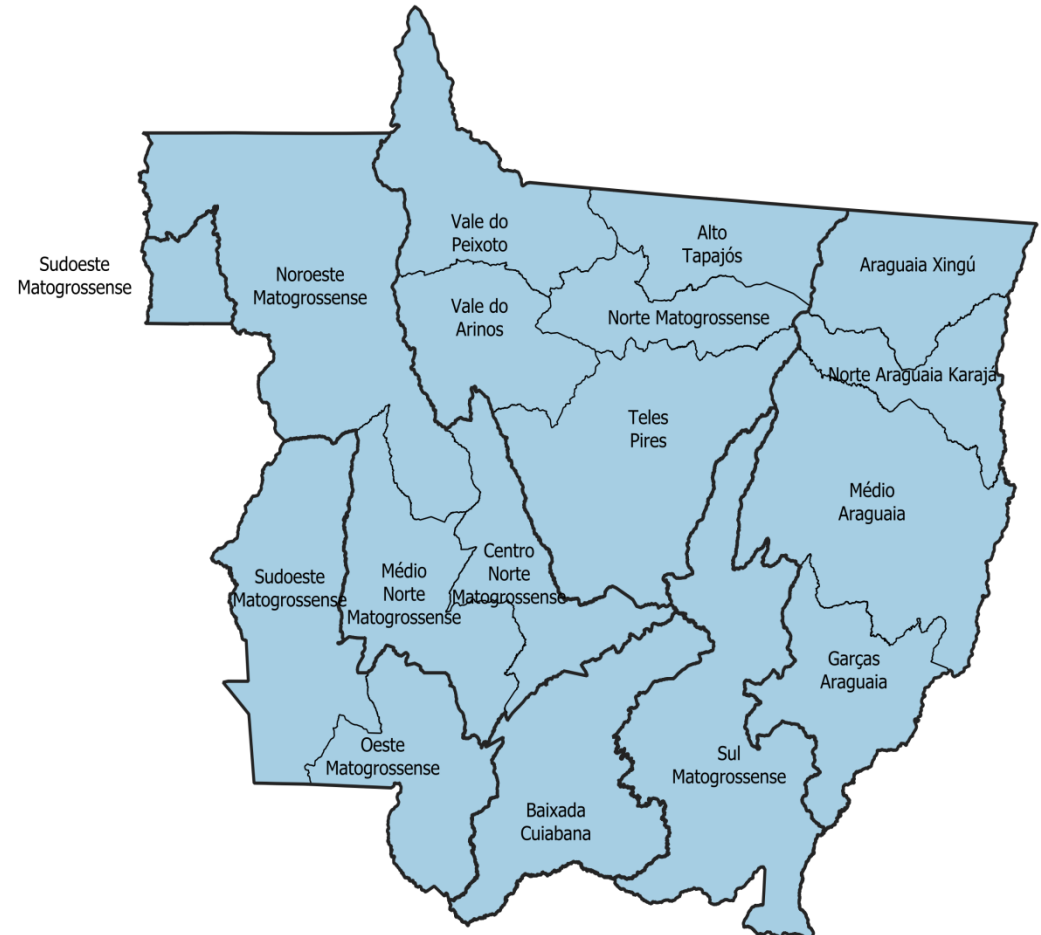 Vale do
Peixoto
Alto
Tapajós
Araguaia Xingú
Sudoeste
Matogrossense
Noroeste
Matogrossense
Vale do
Arinos
Norte Matogrossense
Norte Araguaia Karajá
Teles
Pires
Médio
Araguaia
Centro
Norte
Matogrossense
Sudoeste
Matogrossense
Médio
Norte
Matogrossense
Garças
Araguaia
Oeste
Matogrossense
Sul
Matogrossense
Baixada
Cuiabana